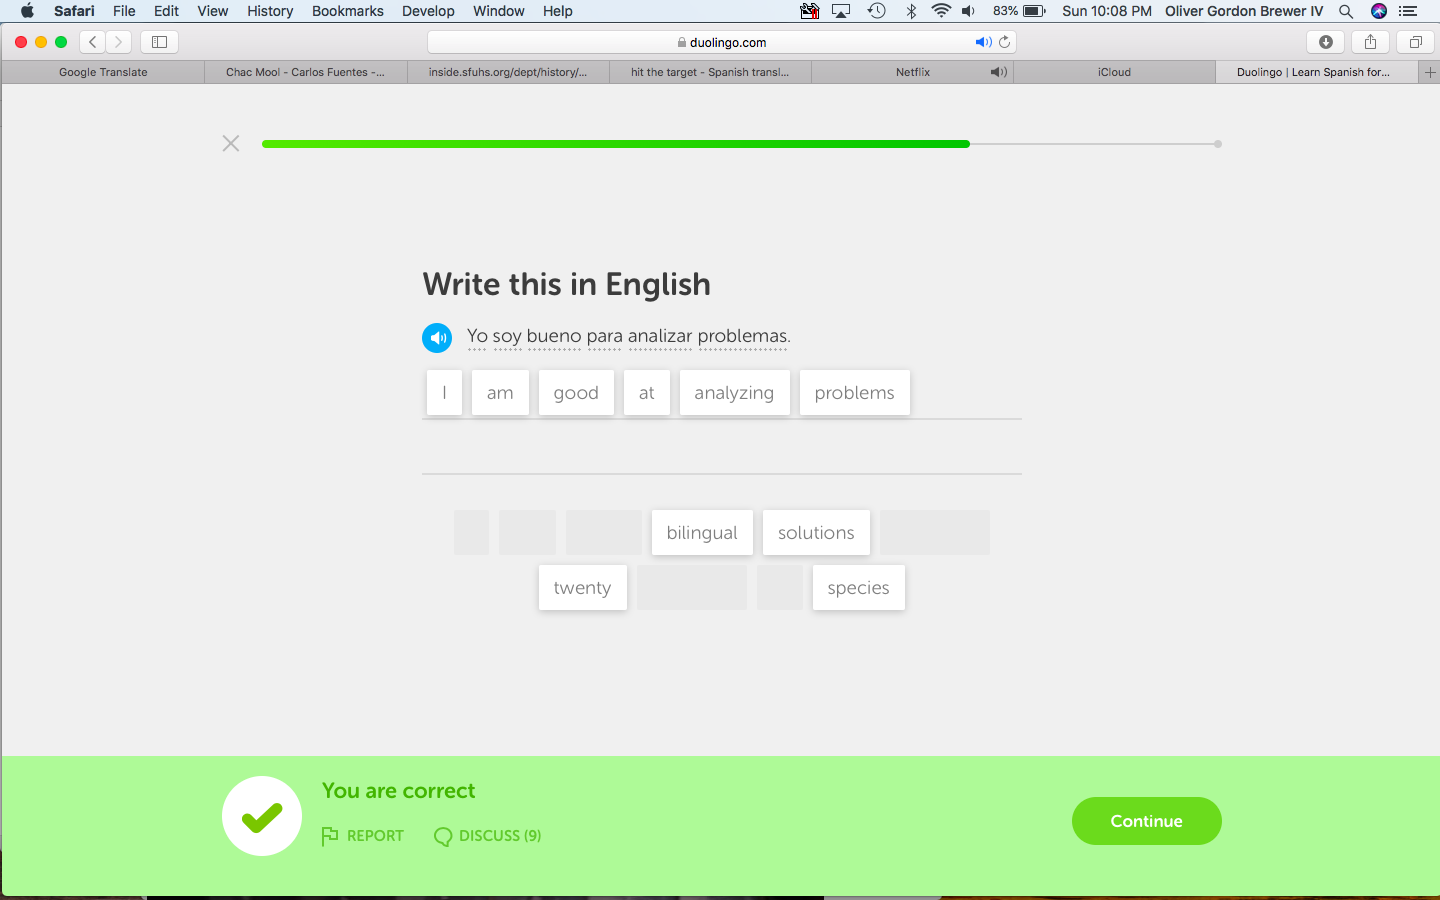 Safari File Edit View History Bookmarks Develop Window Help 83% Sun 10:08 PM Oliver Gordon Brewer IV
duolingo.com
Google Translate Chac Mool - Carlos Fuentes -... inside.sfuhs.org/dept/history/... hit the target - Spanish transl... Netflix iCloud Duolingo | Learn Spanish for...
Write this in English
Yo soy bueno para analizar problemas.
I am good at analyzing problems
bilingual solutions
twenty species
You are correct
REPORT DISCUSS (9)
Continue